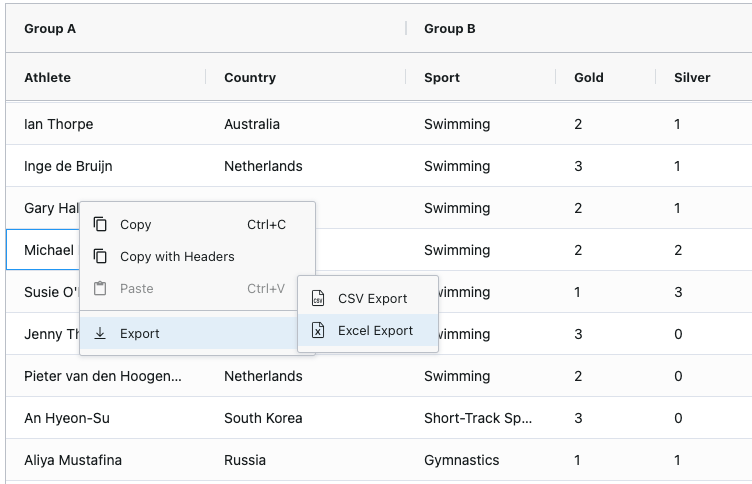 Group A Group B
Athlete Country Sport Gold Silver
Ian Thorpe Australia Swimming 2 1
Inge de Bruijn Netherlands Swimming 3 1
Gary Hal Swimming 2 1
Copy Ctrl+C
Michael Swimming 2 2
Copy with Headers
Susie O' 1 3
Paste Ctrl+V
CSV Export
Jenny Th 3 0
Export
Excel Export
Pieter van den Hoogen... Netherlands Swimming 2 0
An Hyeon-Su South Korea Short-Track Sp... 3 0
Aliya Mustafina Russia Gymnastics 1 1